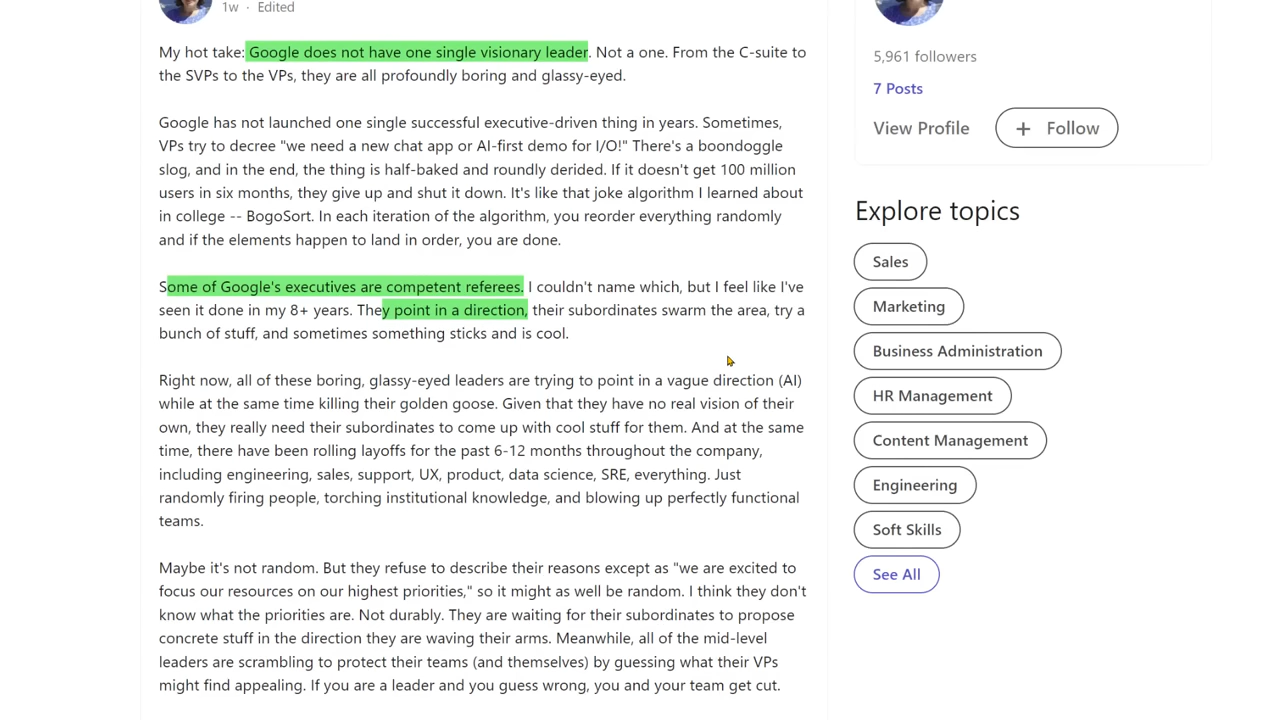 1w · Edited
My hot take: Google does not have one single visionary leader. Not a one. From the C-suite to
the SVPs to the VPs, they are all profoundly boring and glassy-eyed.
Google has not launched one single successful executive-driven thing in years. Sometimes,
VPs try to decree "we need a new chat app or AI-first demo for I/O!" There's a boondoggle
slog, and in the end, the thing is half-baked and roundly derided. If it doesn't get 100 million
users in six months, they give up and shut it down. It's like that joke algorithm I learned about
in college -- BogoSort. In each iteration of the algorithm, you reorder everything randomly
and if the elements happen to land in order, you are done.
Some of Google's executives are competent referees. I couldn't name which, but I feel like I've
seen it done in my 8+ years. They point in a direction, their subordinates swarm the area, try a
bunch of stuff, and sometimes something sticks and is cool.
Right now, all of these boring, glassy-eyed leaders are trying to point in a vague direction (AI)
while at the same time killing their golden goose. Given that they have no real vision of their
own, they really need their subordinates to come up with cool stuff for them. And at the same
time, there have been rolling layoffs for the past 6-12 months throughout the company,
including engineering, sales, support, UX, product, data science, SRE, everything. Just
randomly firing people, torching institutional knowledge, and blowing up perfectly functional
teams.
Maybe it's not random. But they refuse to describe their reasons except as "we are excited to
focus our resources on our highest priorities," so it might as well be random. I think they don't
know what the priorities are. Not durably. They are waiting for their subordinates to propose
concrete stuff in the direction they are waving their arms. Meanwhile, all of the mid-level
leaders are scrambling to protect their teams (and themselves) by guessing what their VPs
might find appealing. If you are a leader and you guess wrong, you and your team get cut.
5,961 followers
7 Posts
View Profile
+ Follow
Explore topics
Sales
Marketing
Business Administration
HR Management
Content Management
Engineering
Soft Skills
See All